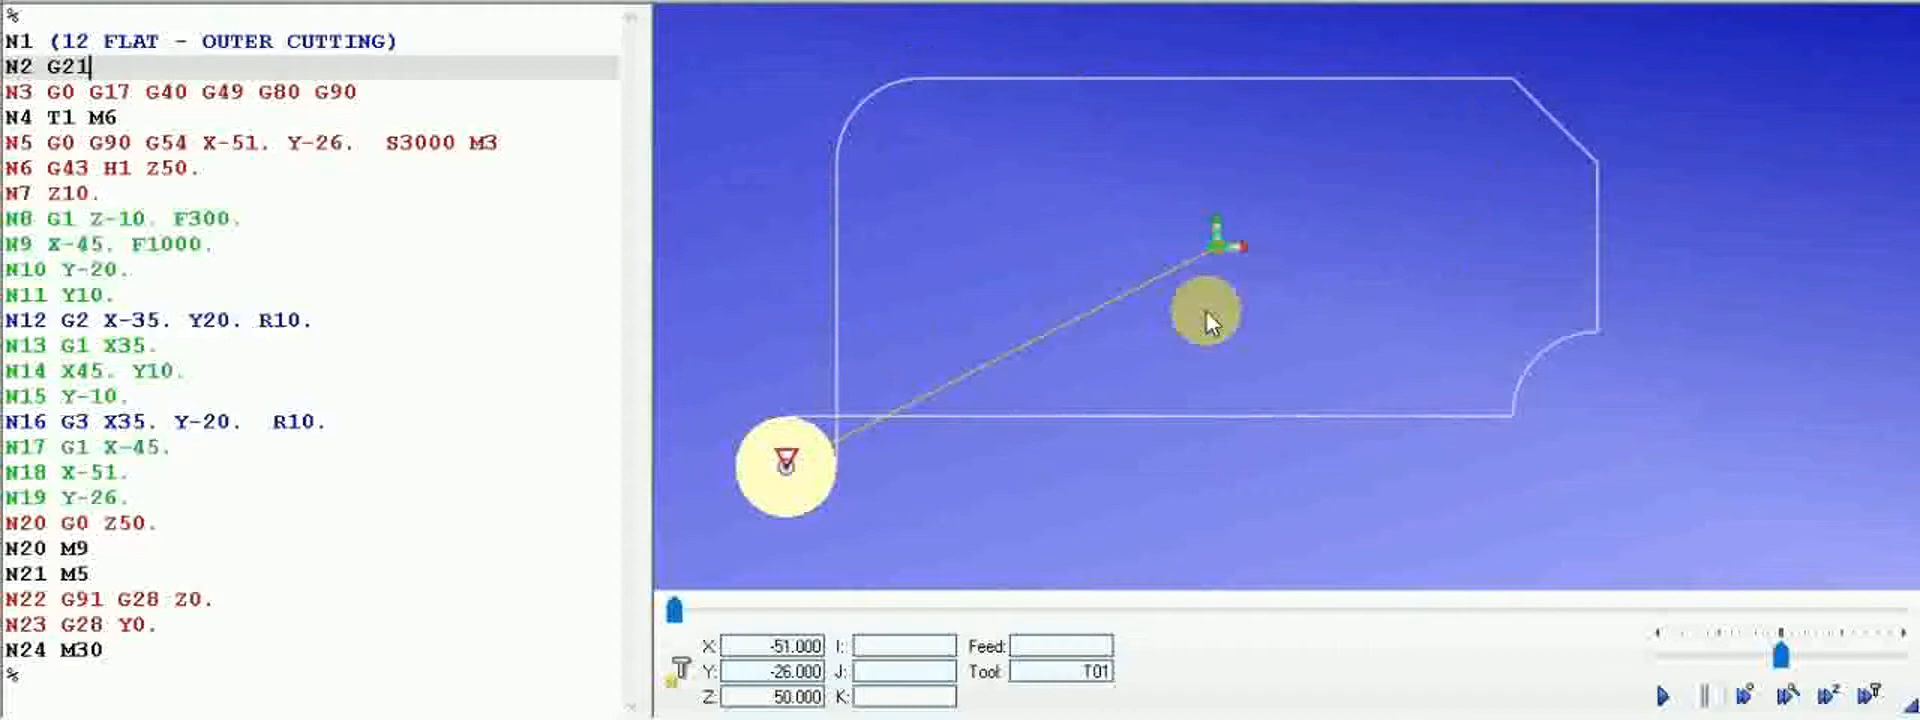 %
N1 (12 FLAT - OUTER CUTTING)
N2 G21
N3 G0 G17 G40 G49 G80 G90
N4 T1 M6
N5 G0 G90 G54 X-51. Y-26.  S3000 M3
N6 G43 H1 Z50.
N7 Z10.
N8 G1 Z-10. F300.
N9 X-45. F1000.
N10 Y-20.
N11 Y10.
N12 G2 X-35. Y20. R10.
N13 G1 X35.
N14 X45. Y10.
N15 Y-10.
N16 G3 X35. Y-20.  R10.
N17 G1 X-45.
N18 X-51.
N19 Y-26.
N20 G0 Z50.
N20 M9
N21 M5
N22 G91 G28 Z0.
N23 G28 Y0.
N24 M30
%
X: -51.000 I: Feed:
Y: -26.000 J: Tool: T01
Z: 50.000 K: